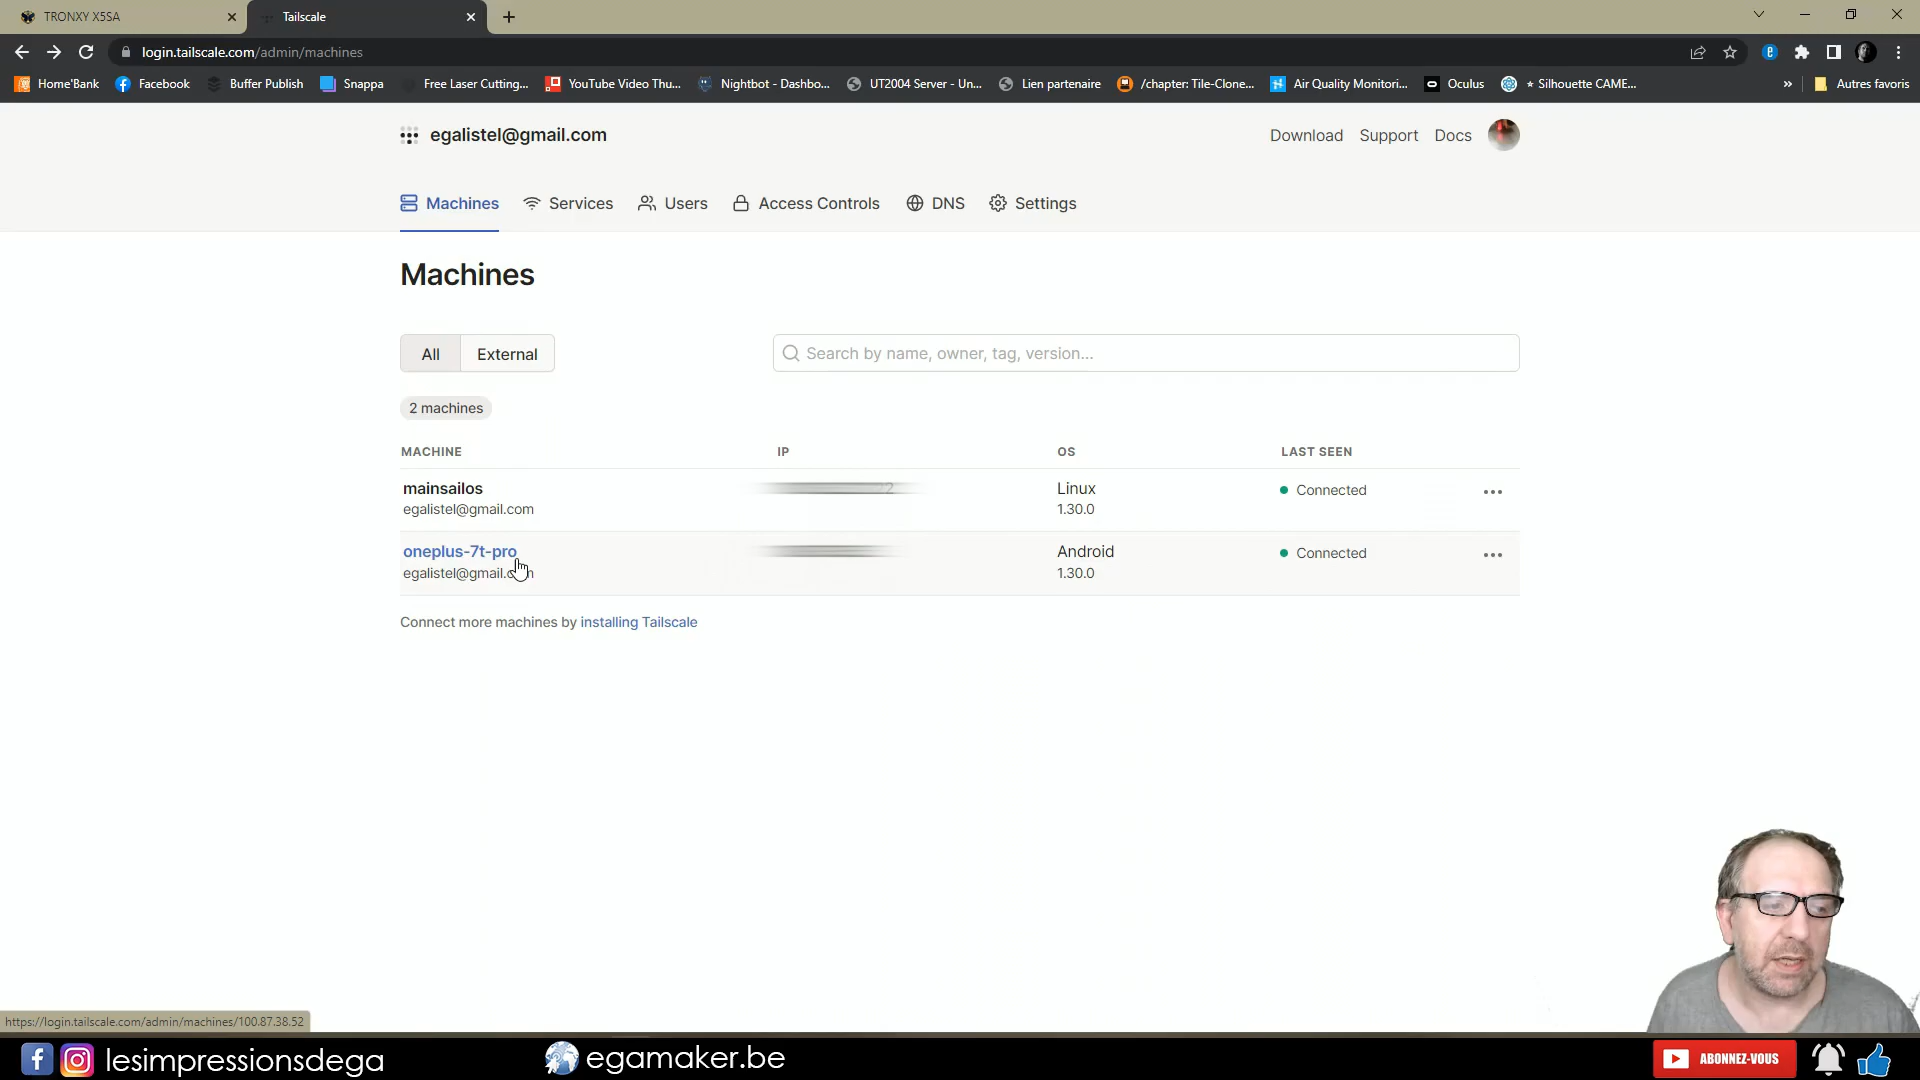 TRONXY X5SA
Tailscale
login.tailscale.com/admin/machines
Home'Bank
Facebook
Buffer Publish
Snappa
Free Laser Cutting...
YouTube Video Thu...
Nightbot - Dashbo...
UT2004 Server - Un...
Lien partenaire
/chapter: Tile-Clone...
Air Quality Monitori...
Oculus
★ Silhouette CAME...
» Autres favoris
egalistel@gmail.com
Download Support Docs
Machines Services Users Access Controls DNS Settings
Machines
All External
Search by name, owner, tag, version...
2 machines
MACHINE IP OS LAST SEEN
mainsailos Linux Connected
egalistel@gmail.com 1.30.0
oneplus-7t-pro Android Connected
egalistel@gmail. 1.30.0
Connect more machines by installing Tailscale
https://login.tailscale.com/admin/machines/100.87.38.52
lesimpressionsdega
egamaker.be
ABONNEZ-VOUS